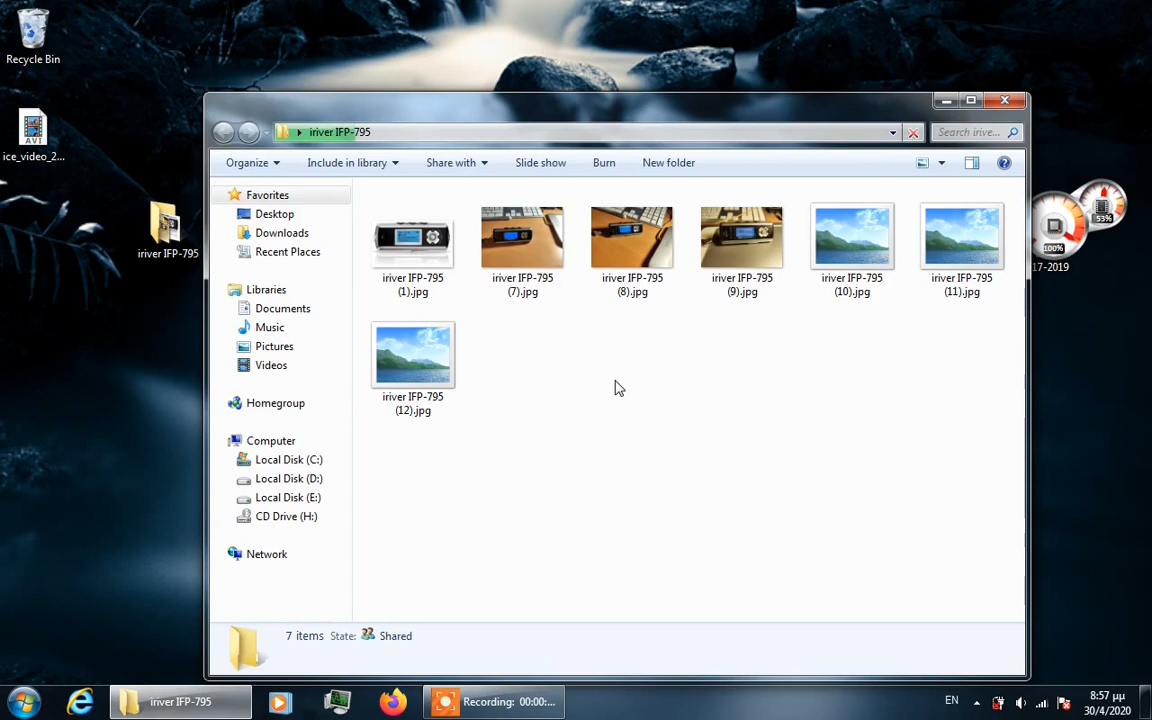 Recycle Bin
AVI
ice_video_2...
iriver IFP-795
iriver IFP-795
Search irive...
Organize
Include in library
Share with
Slide show
Burn
New folder
Favorites
Desktop
Downloads
Recent Places
Libraries
Documents
Music
Pictures
Videos
Homegroup
Computer
Local Disk (C:)
Local Disk (D:)
Local Disk (E:)
CD Drive (H:)
Network
iriver IFP-795
(1).jpg
iriver IFP-795
(7).jpg
iriver IFP-795
(8).jpg
iriver IFP-795
(9).jpg
iriver IFP-795
(10).jpg
iriver IFP-795
(11).jpg
iriver IFP-795
(12).jpg
7 items State: Shared
53%
100%
17-2019
iriver IFP-795
Recording: 00:00:...
EN
8:57 μμ
30/4/2020